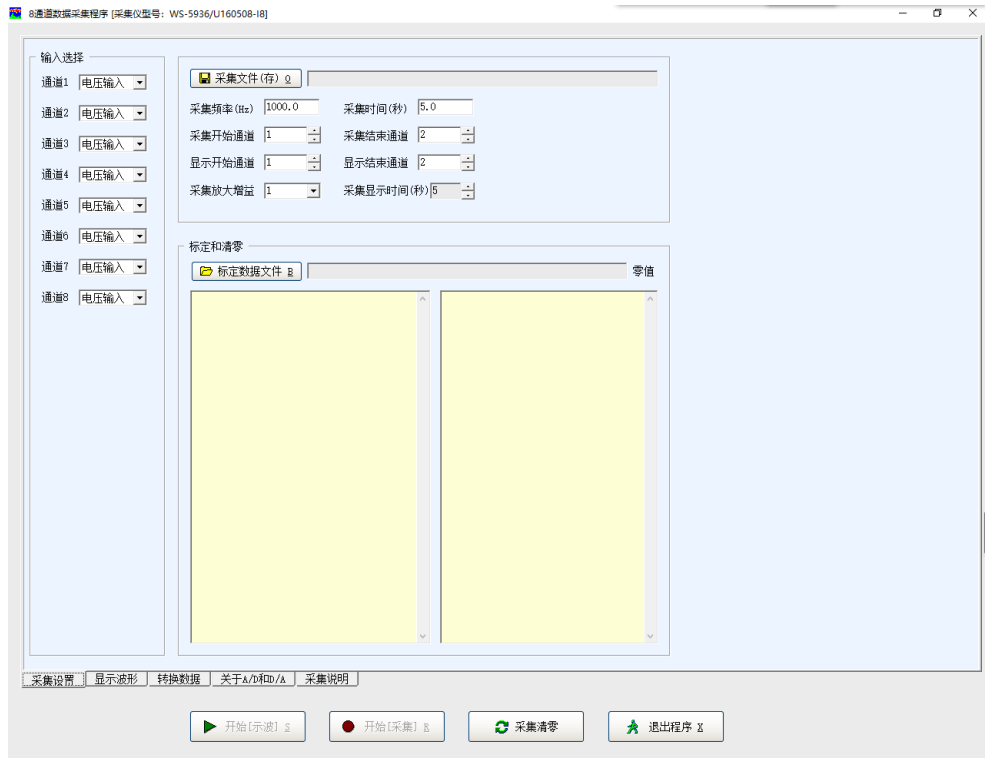 8通道数据采集程序 [采集仪型号: WS-5936/U160508-I8]
输入选择
通道1 电压输入
通道2 电压输入
通道3 电压输入
通道4 电压输入
通道5 电压输入
通道6 电压输入
通道7 电压输入
通道8 电压输入
采集文件(存) O
采集频率(Hz) 1000.0 采集时间(秒) 5.0
采集开始通道 1 采集结束通道 2
显示开始通道 1 显示结束通道 2
采集放大增益 1 采集显示时间(秒) 5
标定和清零
标定数据文件 B 零值
采集设置 显示波形 转换数据 关于A/D和D/A 采集说明
开始[示波] S 开始[采集] R 采集清零 退出程序 X